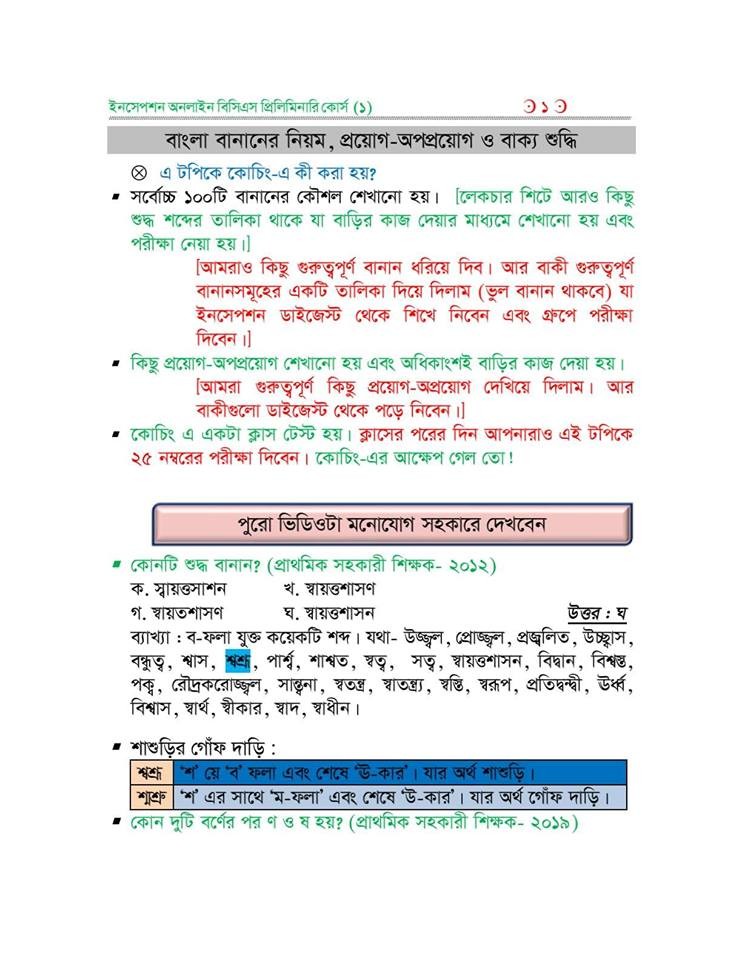 ইনসেপশন অনলাইন বিসিএস প্রিলিমিনারি কোর্স (১)
বাংলা বানানের নিয়ম, প্রয়োগ-অপপ্রয়োগ ও বাক্য শুদ্ধি
⊗ এ টপিকে কোচিং-এ কী করা হয়?
▪ সর্বোচ্চ ১০০টি বানানের কৌশল শেখানো হয়। [লেকচার শিটে আরও কিছু
শুদ্ধ শব্দের তালিকা থাকে যা বাড়ির কাজ দেয়ার মাধ্যমে শেখানো হয় এবং
পরীক্ষা নেয়া হয়।]
[আমরাও কিছু গুরুত্বপূর্ণ বানান ধরিয়ে দিব। আর বাকী গুরুত্বপূর্ণ
বানানসমূহের একটি তালিকা দিয়ে দিলাম (ভুল বানান থাকবে) যা
ইনসেপশন ডাইজেস্ট থেকে শিখে নিবেন এবং গ্রুপে পরীক্ষা
দিবেন।]
▪ কিছু প্রয়োগ-অপপ্রয়োগ শেখানো হয় এবং অধিকাংশই বাড়ির কাজ দেয়া হয়।
[আমরা গুরুত্বপূর্ণ কিছু প্রয়োগ-অপ্রয়োগ দেখিয়ে দিলাম। আর
বাকীগুলো ডাইজেস্ট থেকে পড়ে নিবেন।]
▪ কোচিং এ একটা ক্লাস টেস্ট হয়। ক্লাসের পরের দিন আপনারাও এই টপিকে
২৫ নম্বরের পরীক্ষা দিবেন। কোচিং-এর আক্ষেপ গেল তো!
পুরো ভিডিওটা মনোযোগ সহকারে দেখবেন
▪ কোনটি শুদ্ধ বানান? (প্রাথমিক সহকারী শিক্ষক- ২০১২)
ক. স্বায়ত্তসাশন খ. স্বায়ত্তশাসণ
গ. স্বায়তশাসণ ঘ. স্বায়ত্তশাসন উত্তর : ঘ
ব্যাখ্যা : ব-ফলা যুক্ত কয়েকটি শব্দ। যথা- উজ্জ্বল, প্রোজ্জ্বল, প্রজ্বলিত, উচ্ছ্বাস,
বন্ধুত্ব, শ্বাস, শ্বশ্রূ, পার্শ্ব, শাশ্বত, স্বত্ব, সত্ব, স্বায়ত্তশাসন, বিদ্বান, বিশ্বস্ত,
পক্ব, রৌদ্রকরোজ্জ্বল, সান্ত্বনা, স্বতন্ত্র, স্বাতন্ত্র্য, স্বস্তি, স্বরূপ, প্রতিদ্বন্দ্বী, ঊর্ধ্ব,
বিশ্বাস, স্বার্থ, স্বীকার, স্বাদ, স্বাধীন।
▪ শাশুড়ির গোঁফ দাড়ি :
শ্বশ্রূ 'শ' য়ে 'ব' ফলা এবং শেষে 'ঊ-কার'। যার অর্থ শাশুড়ি।
শ্মশ্রু 'শ' এর সাথে 'ম-ফলা' এবং শেষে 'উ-কার'। যার অর্থ গোঁফ দাড়ি।
▪ কোন দুটি বর্ণের পর ণ ও ষ হয়? (প্রাথমিক সহকারী শিক্ষক- ২০১৯)